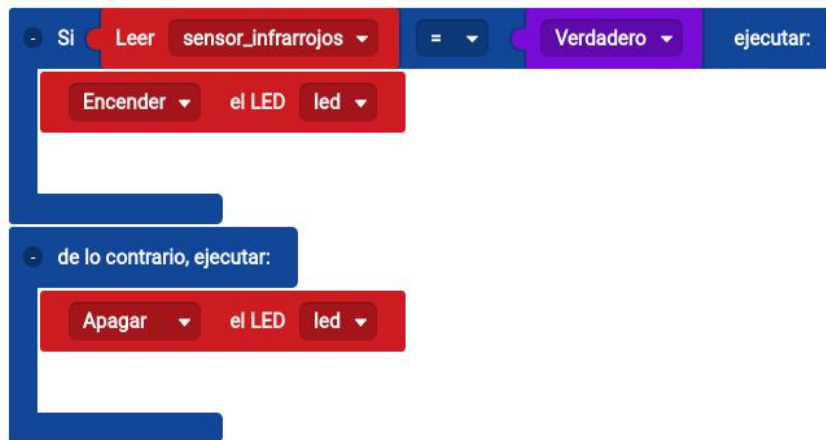 - Si Leer sensor_infrarrojos = Verdadero ejecutar:
Encender el LED led
- de lo contrario, ejecutar:
Apagar el LED led